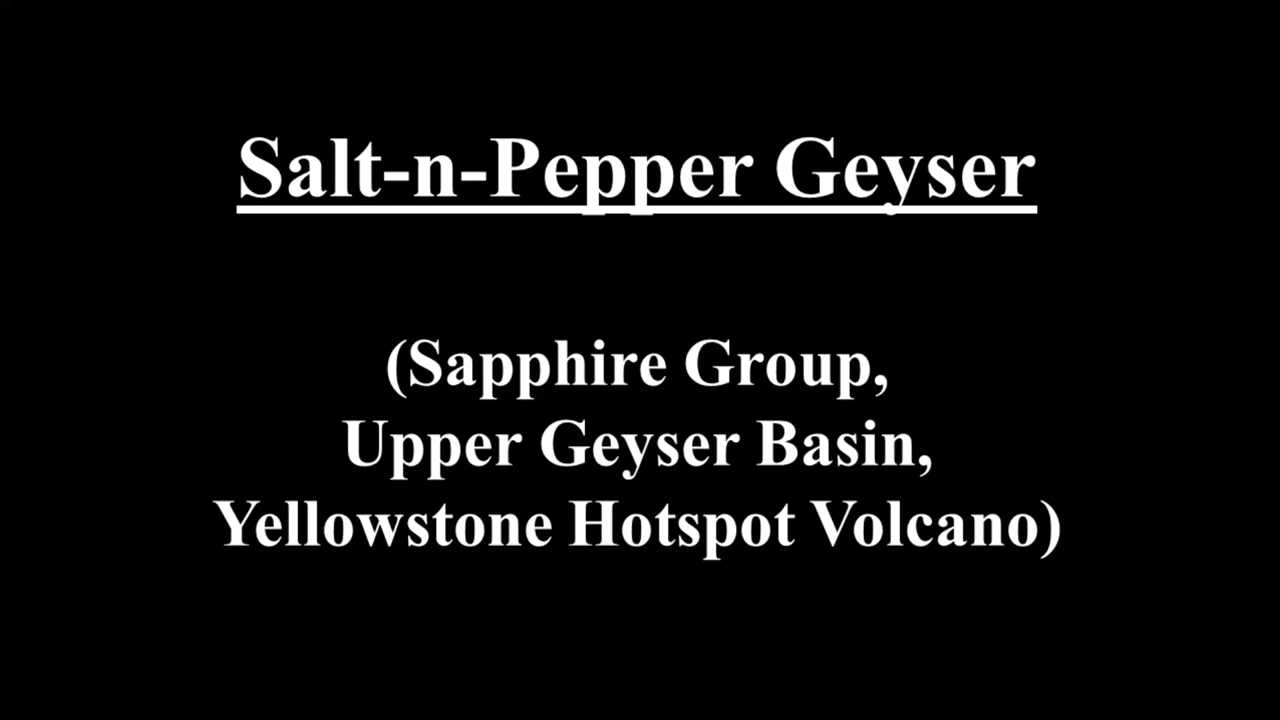 Salt-n-Pepper Geyser
(Sapphire Group,
Upper Geyser Basin,
Yellowstone Hotspot Volcano)